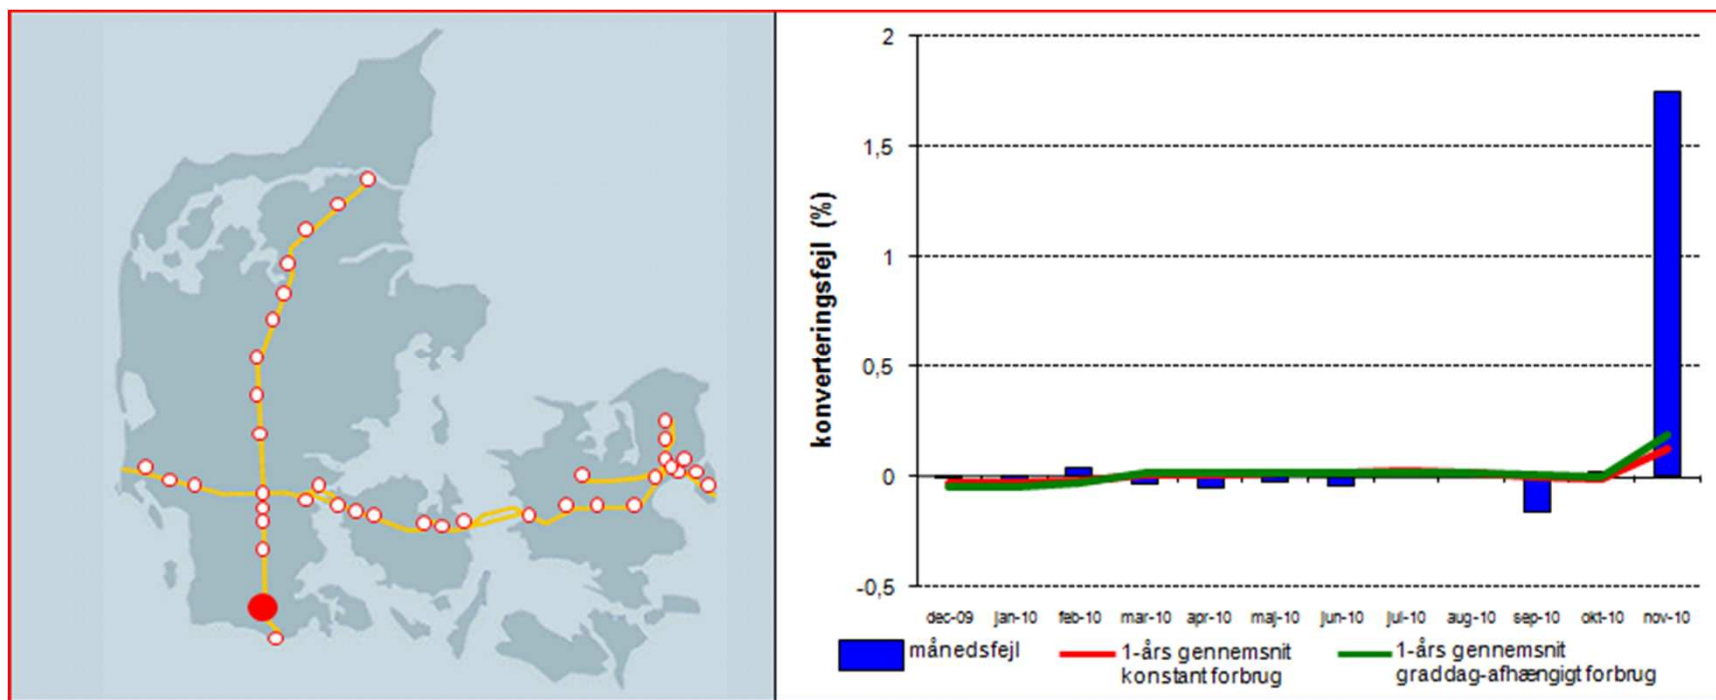 konverteringsfejl (%)
2
1,5
1
0,5
0
-0,5
dec-09 jan-10 feb-10 mar-10 apr-10 maj-10 jun-10 jul-10 aug-10 sep-10 okt-10 nov-10
månedsfejl
1-års gennemsnit
konstant forbrug
1-års gennemsnit
graddag-afhængigt forbrug